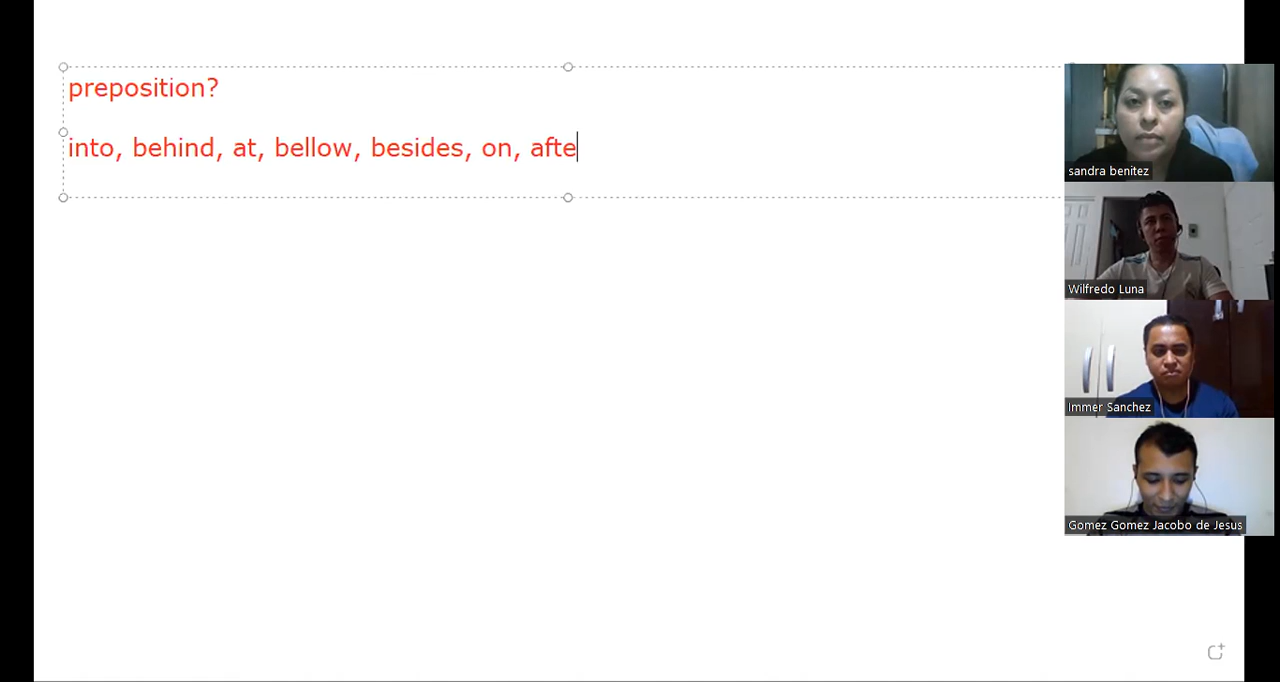 preposition?
into, behind, at, bellow, besides, on, afte
sandra benitez
Wilfredo Luna
Immer Sanchez
Gomez Gomez Jacobo de Jesus